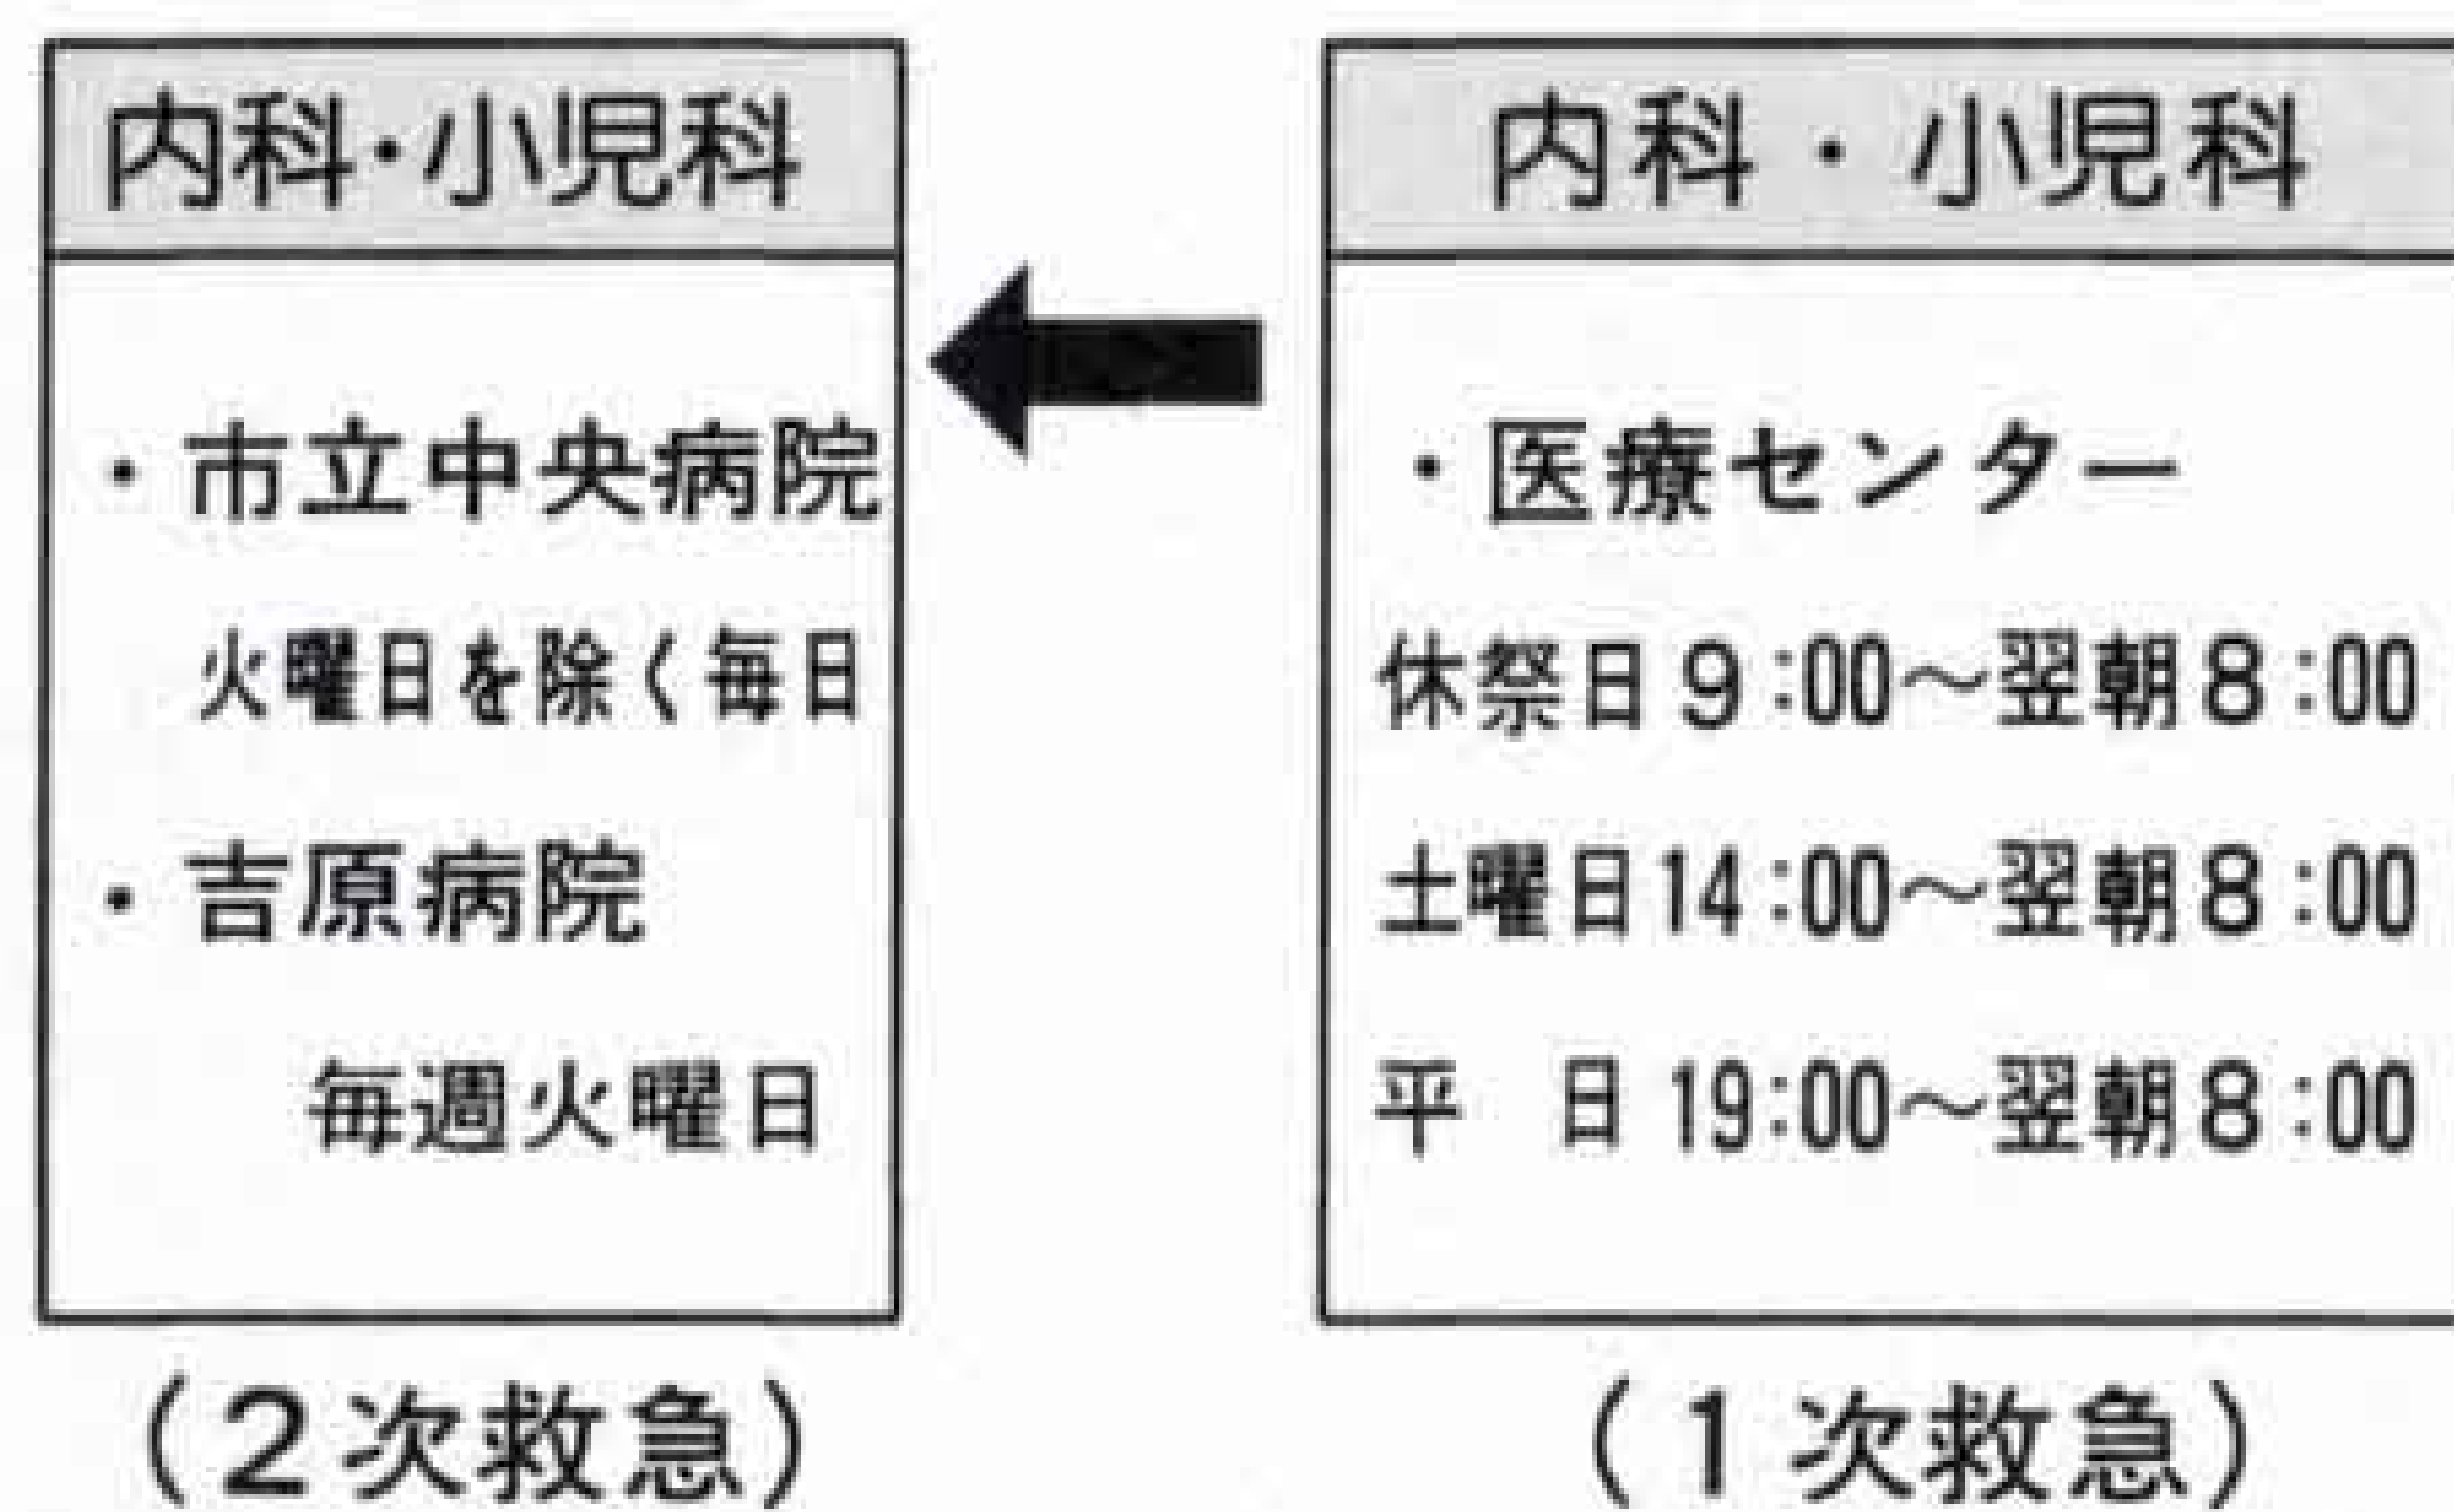 内科・小児科
・市立中央病院
火曜日を除く毎日
・吉原病院
毎週火曜日
（2次救急）
内科・小児科
・医療センター
休祭日9:00～翌朝8:00
土曜日14:00～翌朝8:00
平　日19:00～翌朝8:00
（1次救急）